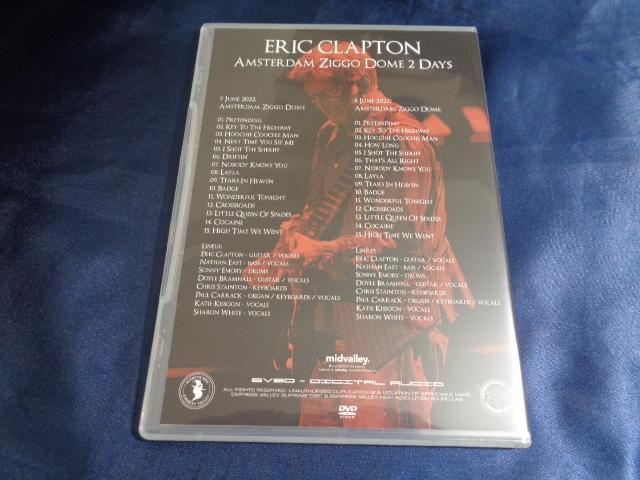 ERIC CLAPTON
AMSTERDAM ZIGGO DOME 2 DAYS
7 JUNE 2022
AMSTERDAM, ZIGGO DOME
01. PRETENDING
02. KEY TO THE HIGHWAY
03. HOOCHIE COOCHIE MAN
04. NEXT TIME YOU SEE ME
05. I SHOT THE SHERIFF
06. DRIFTIN'
07. NOBODY KNOWS YOU
08. LAYLA
09. TEARS IN HEAVEN
10. BADGE
11. WONDERFUL TONIGHT
12. CROSSROADS
13. LITTLE QUEEN OF SPADES
14. COCAINE
15. HIGH TIME WE WENT
LINEUP:
ERIC CLAPTON - GUITAR / VOCALS
NATHAN EAST - BASS / VOCALS
SONNY EMORY - DRUMS
DOYLE BRAMHALL - GUITAR / VOCALS
CHRIS STAINTON - KEYBOARDS
PAUL CARRACK - ORGAN / KEYBOARDS / VOCALS
KATIE KISSOON - VOCALS
SHARON WHITE - VOCALS
8 JUNE 2022
AMSTERDAM, ZIGGO DOME
01. PRETENDING
02. KEY TO THE HIGHWAY
03. HOOCHIE COOCHIE MAN
04. HOW LONG
05. I SHOT THE SHERIFF
06. THAT'S ALL RIGHT
07. NOBODY KNOWS YOU
08. LAYLA
09. TEARS IN HEAVEN
10. BADGE
11. WONDERFUL TONIGHT
12. CROSSROADS
13. LITTLE QUEEN OF SPADES
14. COCAINE
15. HIGH TIME WE WENT
LINEUP:
ERIC CLAPTON - GUITAR / VOCALS
NATHAN EAST - BASS / VOCALS
SONNY EMORY - DRUMS
DOYLE BRAMHALL - GUITAR / VOCALS
CHRIS STAINTON - KEYBOARDS
PAUL CARRACK - ORGAN / KEYBOARDS / VOCALS
KATIE KISSOON - VOCALS
SHARON WHITE - VOCALS
midvalley.
EVSD - DIGITAL AUDIO
ALL RIGHTS RESERVED. UNAUTHORIZED DUPLICATION IS A VIOLATION OF APPLICABLE LAWS.
EMPRESS VALLEY SUPREME DISC & EMPRESS VALLEY HIGH RESOLUTION SOUND LAB.
DVD
VIDEO